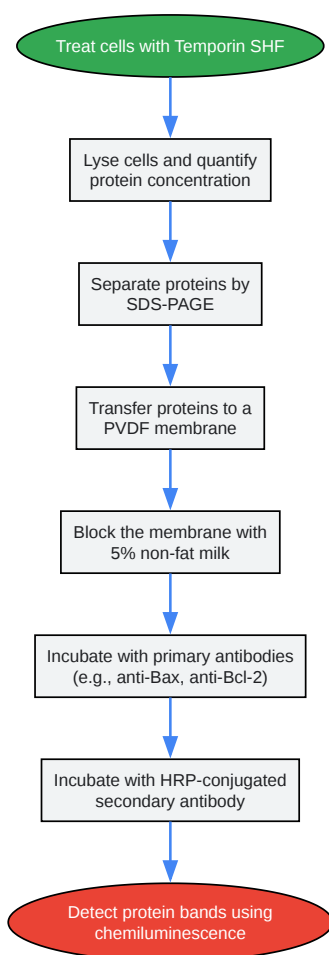 Treat cells with Temporin SHF
Lyse cells and quantify
protein concentration
Separate proteins by
SDS-PAGE
Transfer proteins to a
PVDF membrane
Block the membrane with
5% non-fat milk
Incubate with primary antibodies
(e.g., anti-Bax, anti-Bcl-2)
Incubate with HRP-conjugated
secondary antibody
Detect protein bands using
chemiluminescence